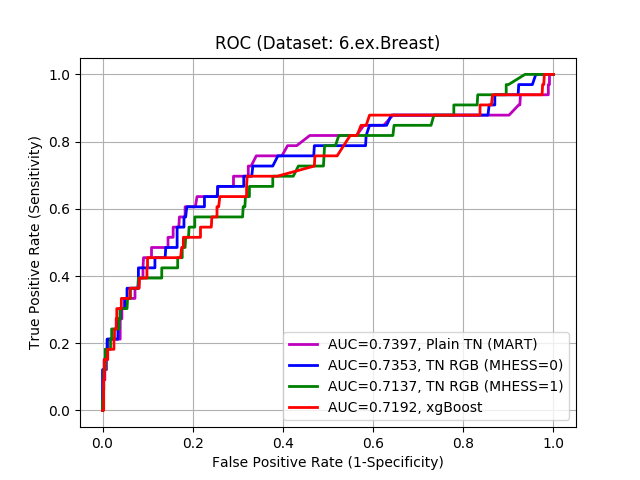 ROC (Dataset: 6.ex.Breast)
True Positive Rate (Sensitivity)
1.0
0.8
0.6
0.4
0.2
0.0
AUC=0.7397, Plain TN (MART)
AUC=0.7353, TN RGB (MHESS=0)
AUC=0.7137, TN RGB (MHESS=1)
AUC=0.7192, xgBoost
0.0 0.2 0.4 0.6 0.8 1.0
False Positive Rate (1-Specificity)